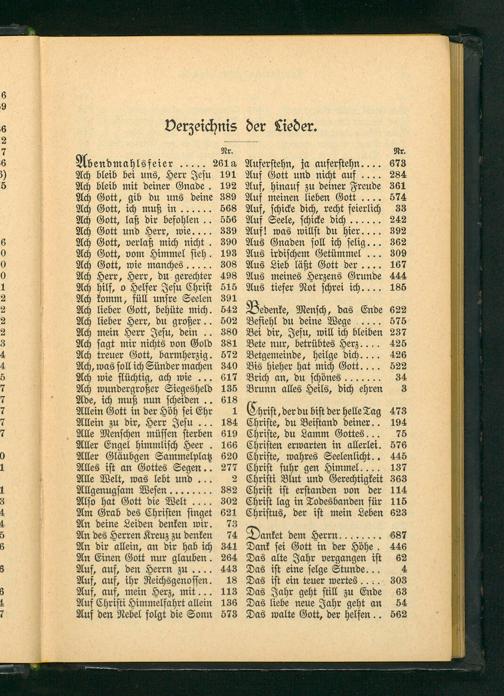 Verzeichnis der Lieder.
Nr.
Abendmahlsfeier ..... 261a
Ach bleib bei uns, Herr Jesu 191
Ach bleib mit deiner Gnade . 192
Ach Gott, gib du uns deine 389
Ach Gott, ich muß in ..... 568
Ach Gott, laß dir befohlen .. 556
Ach Gott und Herr, wie.... 339
Ach Gott, verlaß mich nicht . 390
Ach Gott, vom Himmel sieh . 193
Ach Gott, wie manches .... 308
Ach Herr, Herr, du gerechter 498
Ach hilf, o Helfer Jesu Christ 515
Ach komm, füll unsre Seelen 391
Ach lieber Gott, behüte mich. 542
Ach lieber Herr, du großer .. 502
Ach mein Herr Jesu, dein .. 380
Ach sagt mir nichts von Gold 381
Ach treuer Gott, barmherzig. 572
Ach, was soll ich Sünder machen 340
Ach wie flüchtig, ach wie ... 617
Ach wundergroßer Siegesheld 135
Ade, ich muß nun scheiden .. 618
Allein Gott in der Höh sei Ehr 1
Allein zu dir, Herr Jesu ... 184
Alle Menschen müssen sterben 619
Aller Engel himmlisch Heer . 166
Aller Gläubgen Sammelplatz 620
Alles ist an Gottes Segen.. 277
Alle Welt, was lebt und ... 2
Allgenugsam Wesen........ 382
Also hat Gott die Welt .... 302
Am Grab des Christen singet 621
An deine Leiden denken wir. 73
An des Herren Kreuz zu denken 74
An dir allein, an dir hab ich 341
An Einen Gott nur glauben . 264
Auf, auf, den Herrn zu .... 443
Auf, auf, ihr Reichsgenossen. 18
Auf, auf, mein Herz, mit... 113
Auf Christi Himmelfahrt allein 136
Auf den Nebel folgt die Sonn 573
Nr.
Auferstehn, ja auferstehn.... 673
Auf Gott und nicht auf .... 284
Auf, hinauf zu deiner Freude 361
Auf meinen lieben Gott .... 574
Auf, schicke dich, recht feierlich 33
Auf Seele, schicke dich ..... 242
Auf! was willst du hier.... 392
Aus Gnaden soll ich selig... 362
Aus irdischem Getümmel ... 309
Aus Lieb läßt Gott der .... 167
Aus meines Herzens Grunde 444
Aus tiefer Not schrei ich... 185
Bedenke, Mensch, das Ende 622
Befiehl du deine Wege .... 575
Bei dir, Jesu, will ich bleiben 237
Bete nur, betrübtes Herz.... 425
Betgemeinde, heilge dich.... 426
Bis hieher hat mich Gott.... 522
Brich an, du schönes ...... 34
Brunn alles Heils, dich ehren 3
Christ, der du bist der helle Tag 473
Christe, du Beistand deiner.. 194
Christe, du Lamm Gottes... 75
Christen erwarten in allerlei. 576
Christe, wahres Seelenlicht.. 445
Christ fuhr gen Himmel.... 137
Christi Blut und Gerechtigkeit 363
Christ ist erstanden von der 114
Christ lag in Todesbanden für 115
Christus, der ist mein Leben 623
Danket dem Herrn........ 687
Dank sei Gott in der Höhe . 446
Das alte Jahr vergangen ist 62
Das ist eine selge Stunde... 4
Das ist ein teuer wertes.... 303
Das Jahr geht still zu Ende 63
Das liebe neue Jahr geht an 54
Das walte Gott, der helfen.. 562